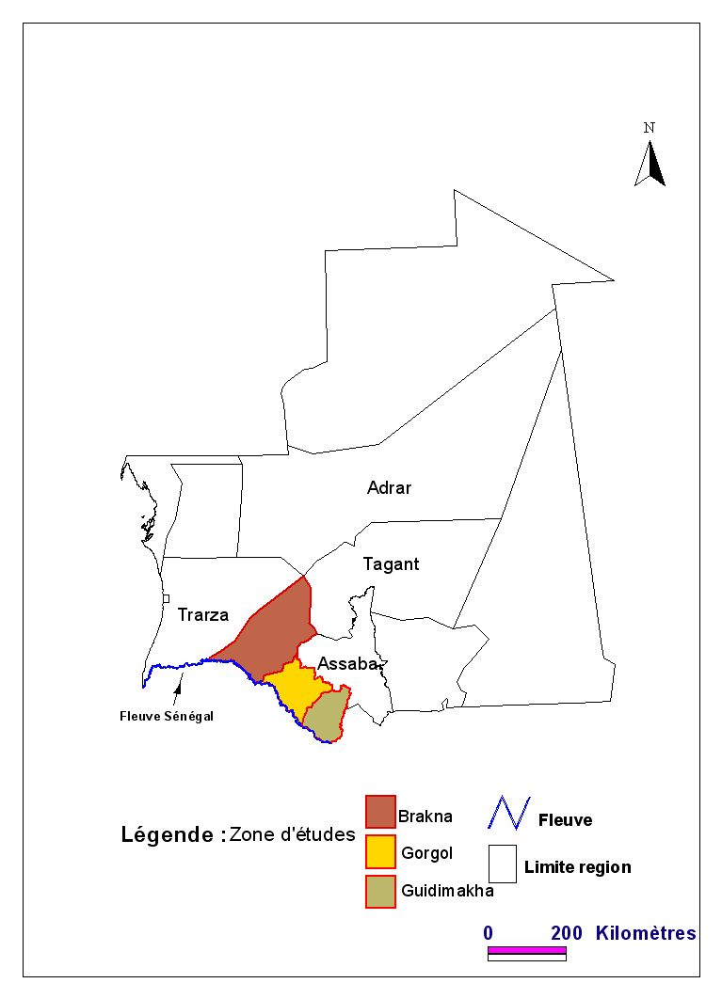 N
Adrar
Tagant
Trarza
Assaba
Fleuve Sénégal
Légende : Zone d'études
Brakna
Gorgol
Guidimakha
Fleuve
Limite region
0 200 Kilomètres